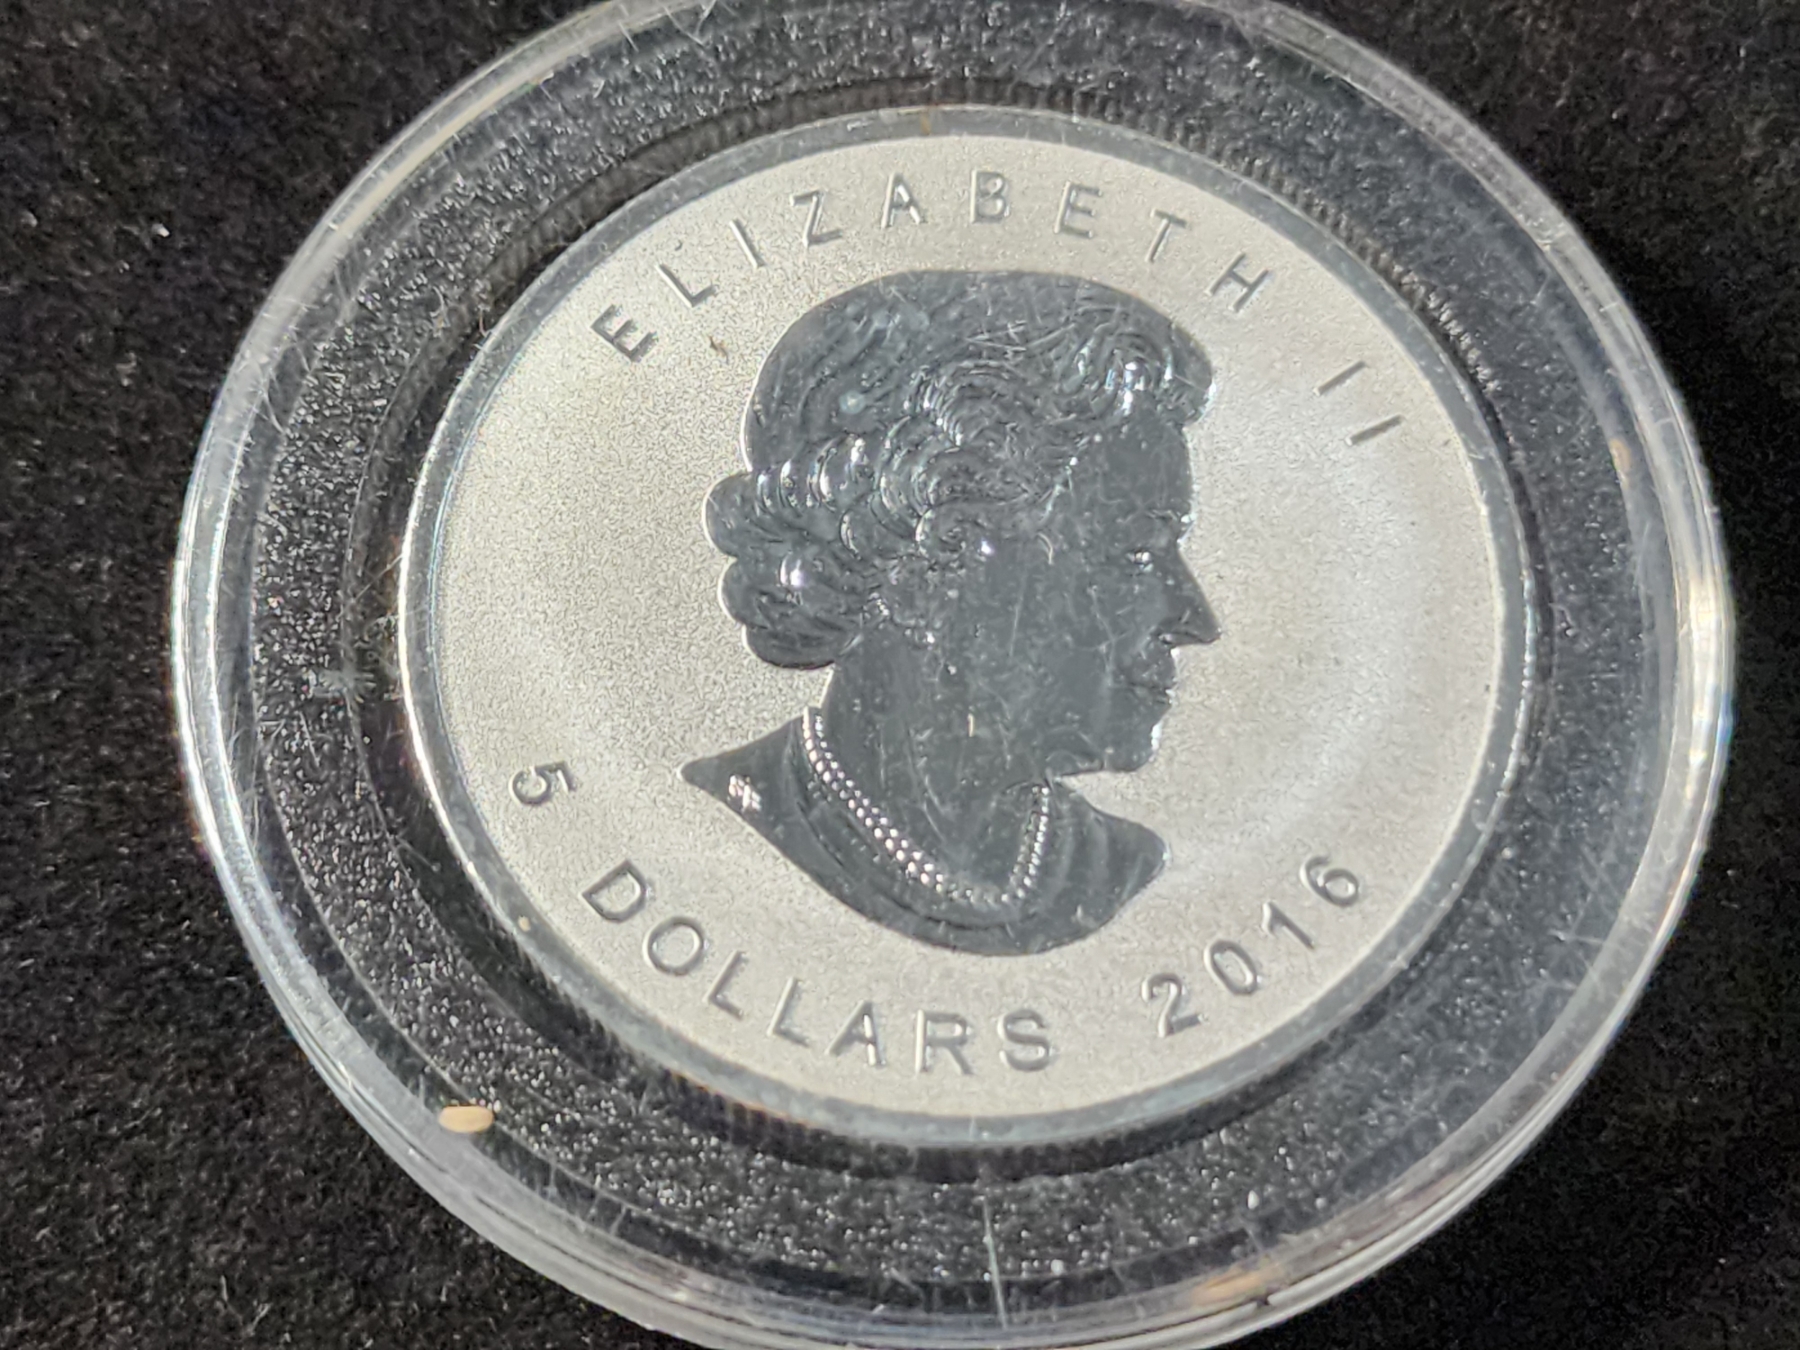 ELIZABETH II
5 DOLLARS 2016